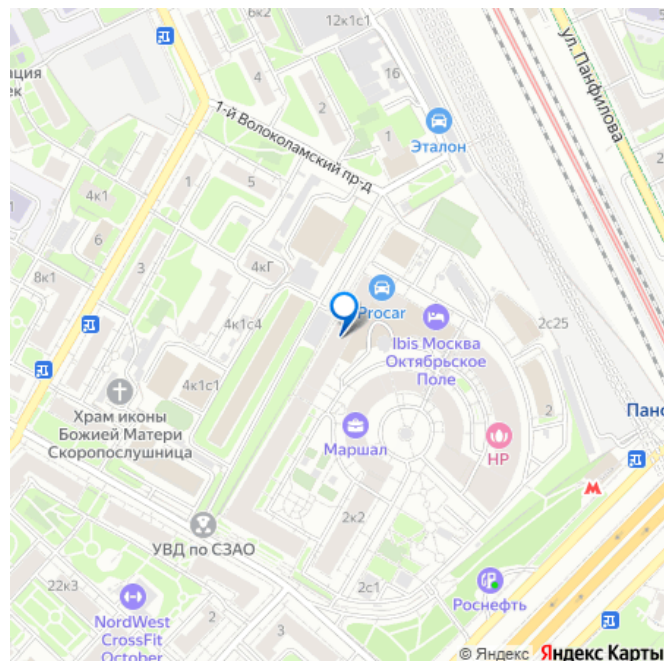 6к2
12к1с1
ация
ек
4
16
2
ул. Панфилова
1-й Волоколамский пр-д
Эталон
1
2
4к1
1
5
6
3
4кГ
8к1
Procar
4к1с4
Ibis Москва
Октябрьское
Поле
2с25
4к1с1
2
Храм иконы
Божией Матери
Скоропослушница
Маршал
НР
Пано
2к2
УВД по СЗАО
2с1
22к3
Роснефть
NordWest
CrossFit
October
2
3
© Яндекс Яндекс Карты